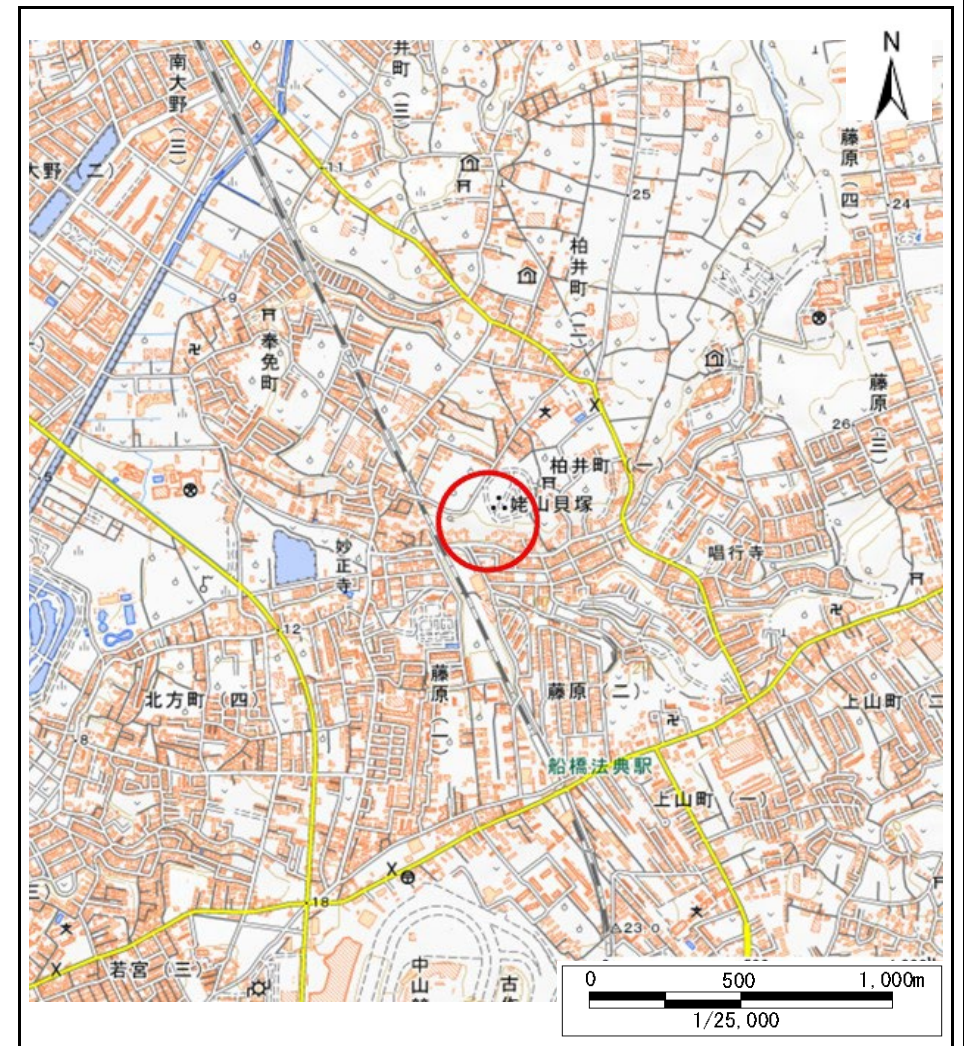 N
南大野（三）
井町（三）
藤原（四）
大野（二）
11
25
24
柏井町（二）
9
奉免町
藤原（三）
26
柏井町（一）
5
姥山貝塚
妙正寺
唱行寺
12
藤原（一）
藤原（二）
北方町（四）
上山町（二
8
船橋法典駅
上山町（一）
18
23.0
若宮（三）
中山
古作
0 500 1,000m
1/25,000